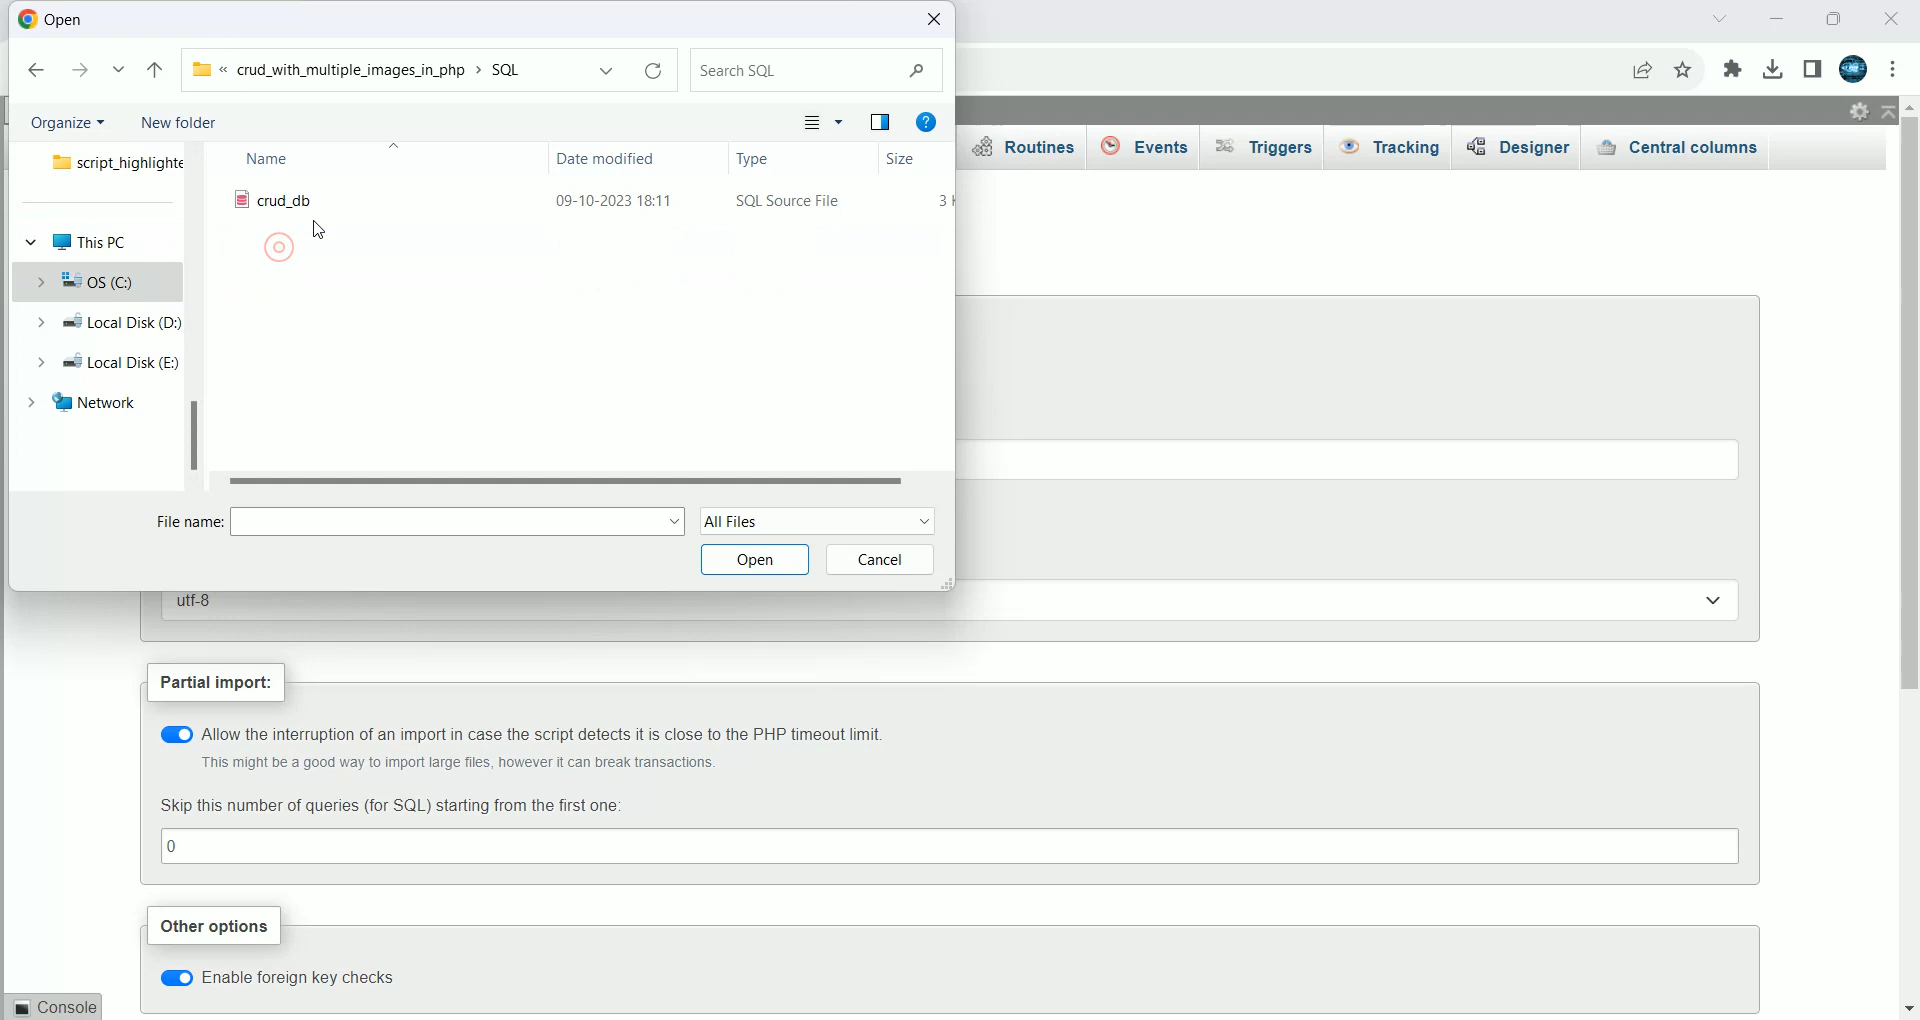 Open
« crud_with_multiple_images_in_php > SQL
Search SQL
Organize
New folder
script_highlighte
Name
Date modified
Type
Size
crud_db
09-10-2023 18:11
SQL Source File
3
This PC
OS (C:)
Local Disk (D:)
Local Disk (E:)
Network
File name:
All Files
Open
Cancel
Routines
Events
Triggers
Tracking
Designer
Central columns
utf-8
Partial import:
Allow the interruption of an import in case the script detects it is close to the PHP timeout limit.
This might be a good way to import large files, however it can break transactions.
Skip this number of queries (for SQL) starting from the first one:
0
Other options
Enable foreign key checks
Console